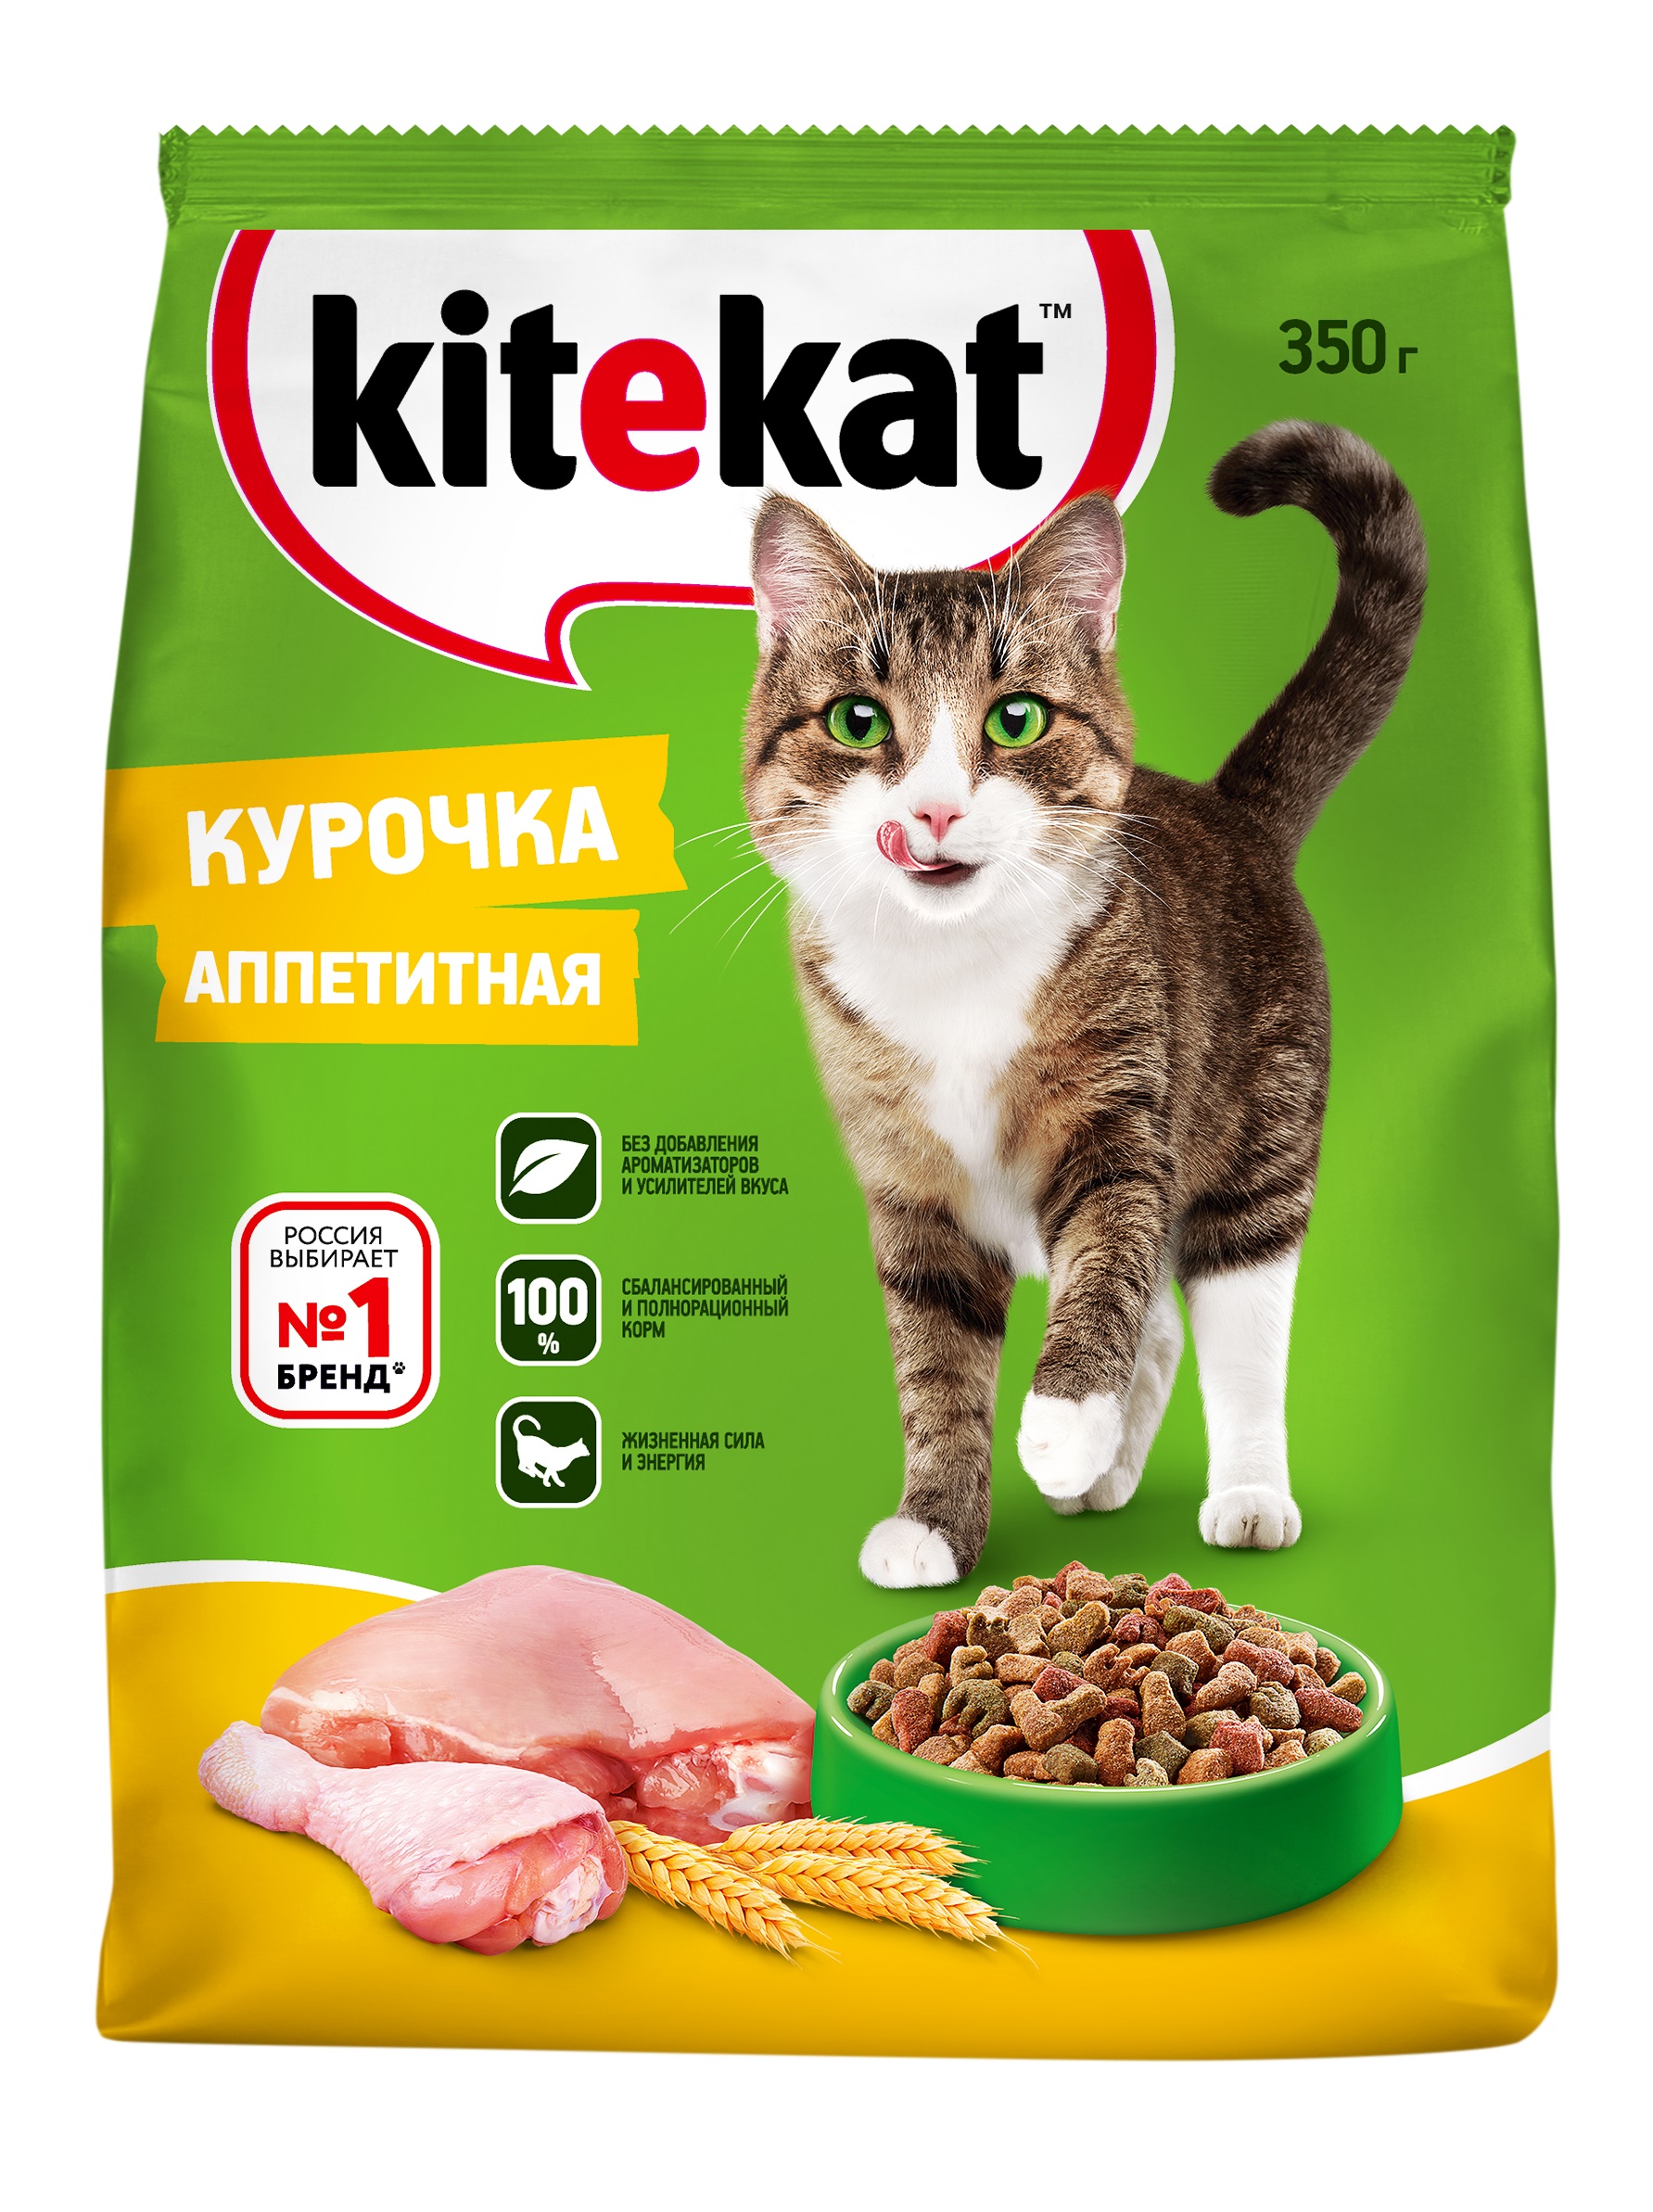 kitekat™
350 г
КУРОЧКА
АППЕТИТНАЯ
БЕЗ ДОБАВЛЕНИЯ
АРОМАТИЗАТОРОВ
И УСИЛИТЕЛЕЙ ВКУСА
РОССИЯ
ВЫБИРАЕТ
№1
БРЕНД
100
%
СБАЛАНСИРОВАННЫЙ
И ПОЛНОРАЦИОННЫЙ
КОРМ
ЖИЗНЕННАЯ СИЛА
И ЭНЕРГИЯ